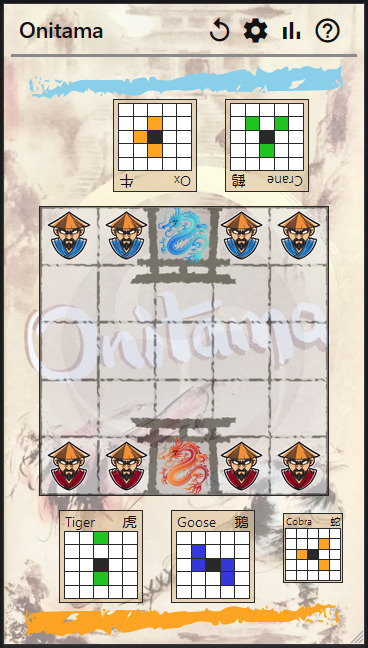 Onitama
牛 Ox
鶴 Crane
Onitama
Tiger 虎
Goose 鵝
Cobra 蛇